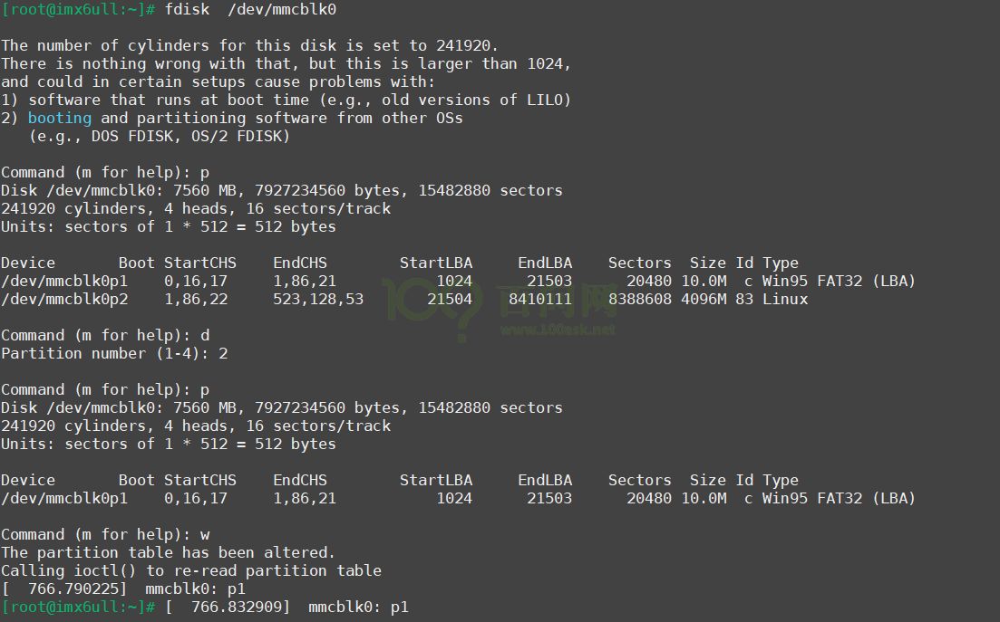 [root@imx6ull:~]# fdisk  /dev/mmcblk0
The number of cylinders for this disk is set to 241920.
There is nothing wrong with that, but this is larger than 1024,
and could in certain setups cause problems with:
1) software that runs at boot time (e.g., old versions of LILO)
2) booting and partitioning software from other OSs
   (e.g., DOS FDISK, OS/2 FDISK)
Command (m for help): p
Disk /dev/mmcblk0: 7560 MB, 7927234560 bytes, 15482880 sectors
241920 cylinders, 4 heads, 16 sectors/track
Units: sectors of 1 * 512 = 512 bytes
Device       Boot StartCHS    EndCHS        StartLBA     EndLBA    Sectors  Size Id Type
/dev/mmcblk0p1    0,16,17     1,86,21           1024      21503      20480 10.0M  c Win95 FAT32 (LBA)
/dev/mmcblk0p2    1,86,22     523,128,53       21504    8410111    8388608 4096M 83 Linux
100? 百问网
www.100ask.net
Command (m for help): d
Partition number (1-4): 2
Command (m for help): p
Disk /dev/mmcblk0: 7560 MB, 7927234560 bytes, 15482880 sectors
241920 cylinders, 4 heads, 16 sectors/track
Units: sectors of 1 * 512 = 512 bytes
Device       Boot StartCHS    EndCHS        StartLBA     EndLBA    Sectors  Size Id Type
/dev/mmcblk0p1    0,16,17     1,86,21           1024      21503      20480 10.0M  c Win95 FAT32 (LBA)
Command (m for help): w
The partition table has been altered.
Calling ioctl() to re-read partition table
[  766.790225]  mmcblk0: p1
[root@imx6ull:~]# [  766.832909]  mmcblk0: p1